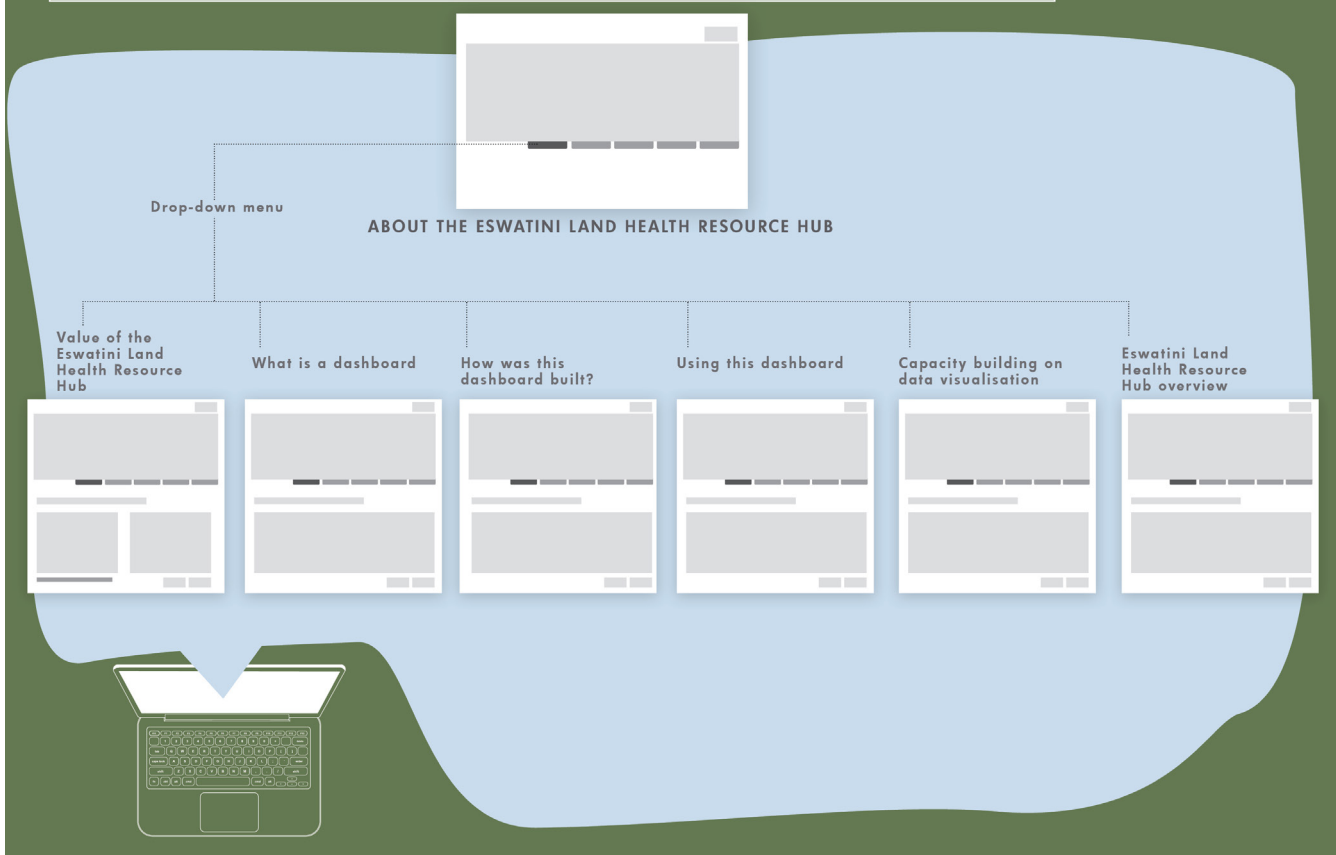 Drop-down menu
ABOUT THE ESWATINI LAND HEALTH RESOURCE HUB
Value of the
Eswatini Land
Health Resource
Hub
What is a dashboard
How was this
dashboard built?
Using this dashboard
Capacity building on
data visualisation
Eswatini Land
Health Resource
Hub overview